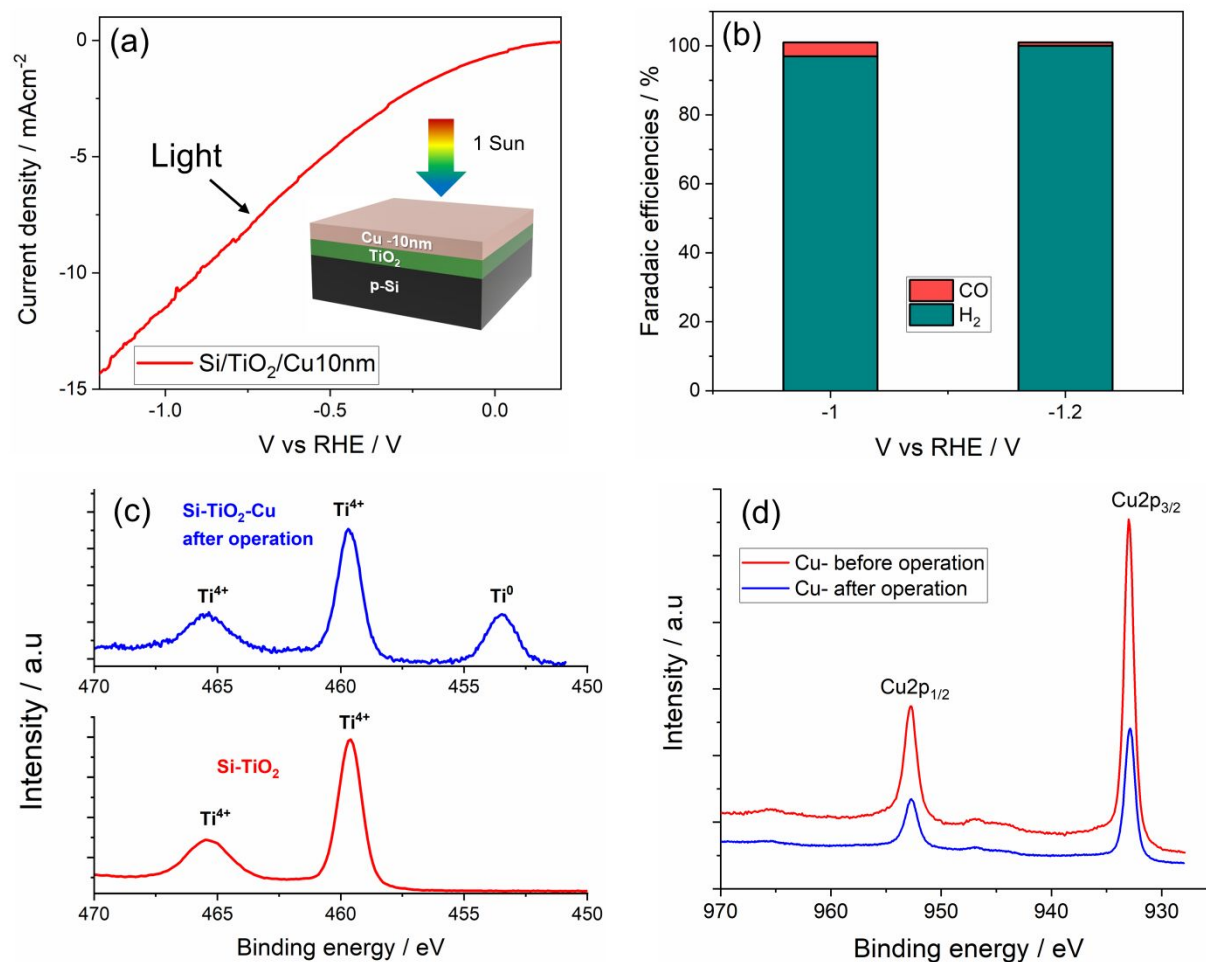 (a)
0
-5
-10
-15
Current density / mAcm⁻²
Light
1 Sun
Cu -10nm
TiO₂
p-Si
Si/TiO₂/Cu10nm
-1.0
-0.5
0.0
V vs RHE / V
(b)
100
80
60
40
20
0
Faradaic efficiencies / %
CO
H₂
-1
-1.2
V vs RHE / V
(c)
Si-TiO₂-Cu
after operation
Ti⁴⁺
Ti⁴⁺
Ti⁰
470
465
460
455
450
Si-TiO₂
Ti⁴⁺
Ti⁴⁺
470
465
460
455
450
Intensity / a.u
Binding energy / eV
(d)
Cu2p₃/₂
Cu- before operation
Cu- after operation
Cu2p₁/₂
Intensity / a.u
970
960
950
940
930
Binding energy / eV